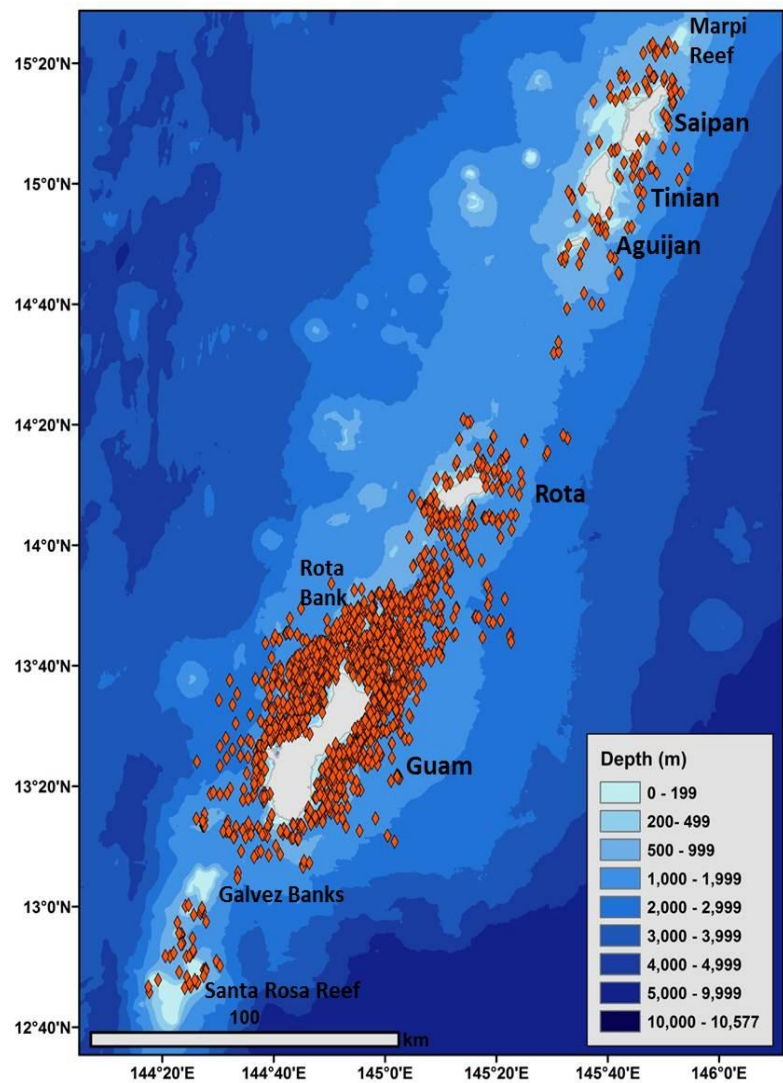 Marpi
Reef
15°20'N
Saipan
15°0'N
Tinian
Aguijan
14°40'N
14°20'N
Rota
14°0'N
Rota
Bank
13°40'N
Guam
13°20'N
Galvez Banks
13°0'N
Santa Rosa Reef
100
km
12°40'N
144°20'E 144°40'E 145°0'E 145°20'E 145°40'E 146°0'E
Depth (m)
0 - 199
200- 499
500 - 999
1,000 - 1,999
2,000 - 2,999
3,000 - 3,999
4,000 - 4,999
5,000 - 9,999
10,000 - 10,577